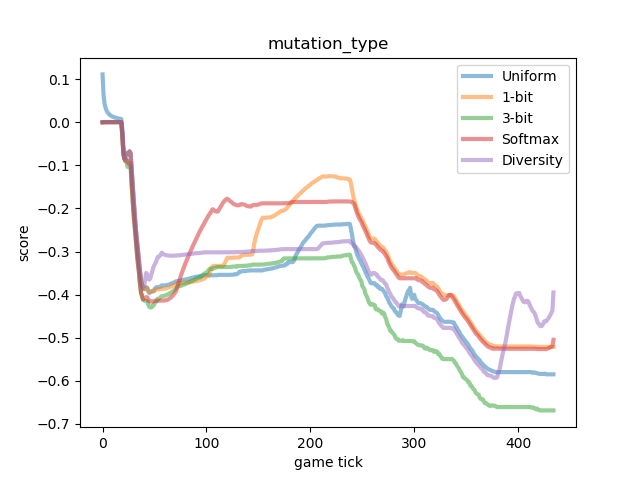 mutation_type
Uniform
1-bit
3-bit
Softmax
Diversity
score
0.1
0.0
−0.1
−0.2
−0.3
−0.4
−0.5
−0.6
−0.7
0 100 200 300 400
game tick